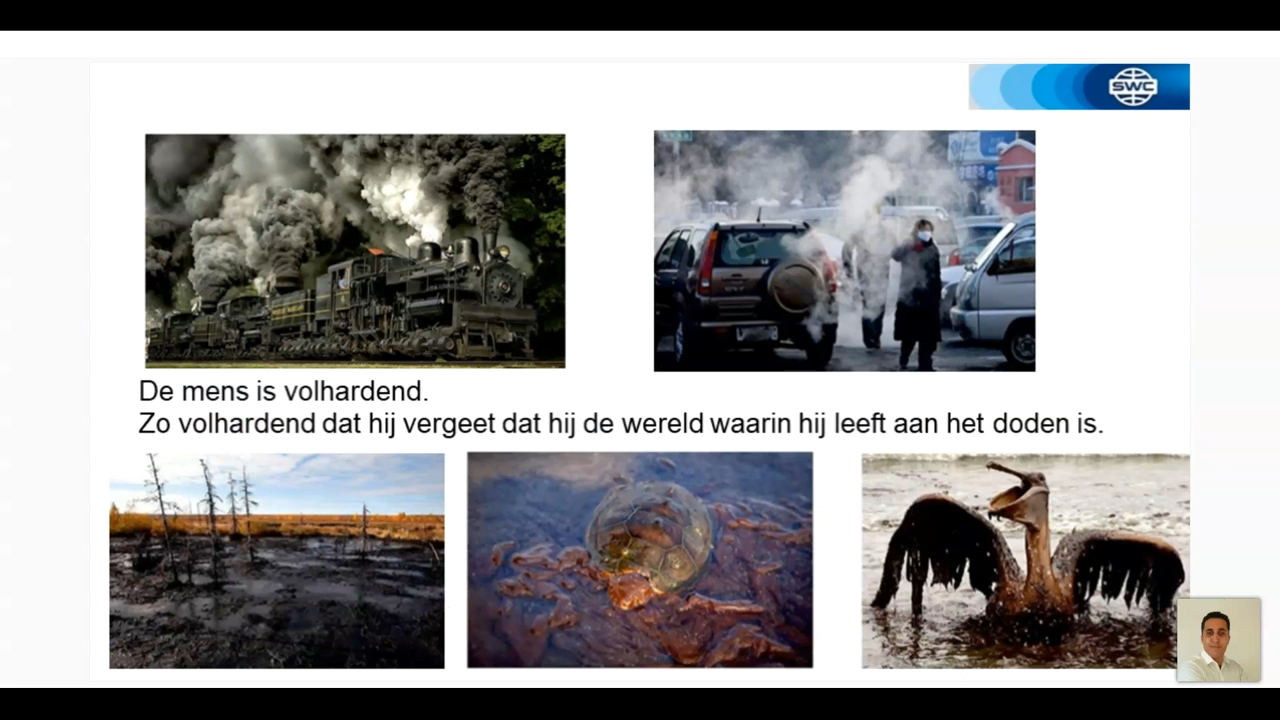 SWC
De mens is volhardend.
Zo volhardend dat hij vergeet dat hij de wereld waarin hij leeft aan het doden is.